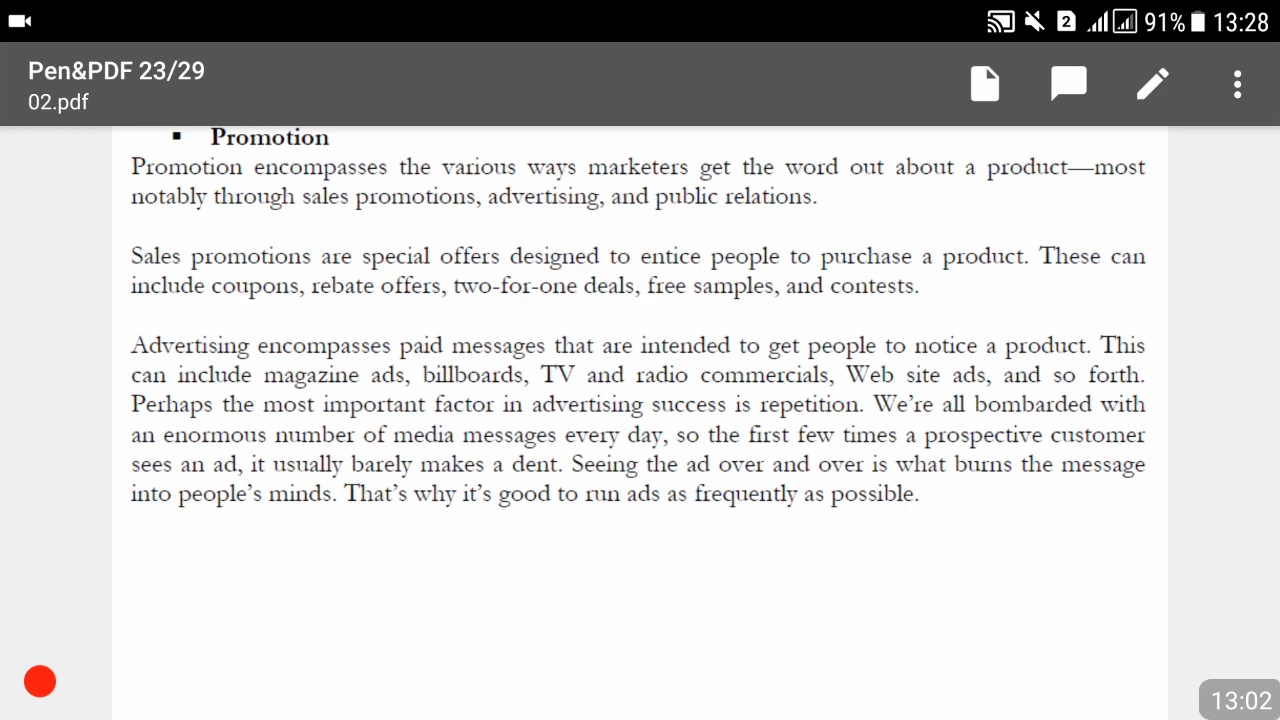 2 91% 13:28
Pen&PDF 23/29
02.pdf
▪ Promotion
Promotion encompasses the various ways marketers get the word out about a product—most
notably through sales promotions, advertising, and public relations.
Sales promotions are special offers designed to entice people to purchase a product. These can
include coupons, rebate offers, two-for-one deals, free samples, and contests.
Advertising encompasses paid messages that are intended to get people to notice a product. This
can include magazine ads, billboards, TV and radio commercials, Web site ads, and so forth.
Perhaps the most important factor in advertising success is repetition. We’re all bombarded with
an enormous number of media messages every day, so the first few times a prospective customer
sees an ad, it usually barely makes a dent. Seeing the ad over and over is what burns the message
into people’s minds. That’s why it’s good to run ads as frequently as possible.
13:02